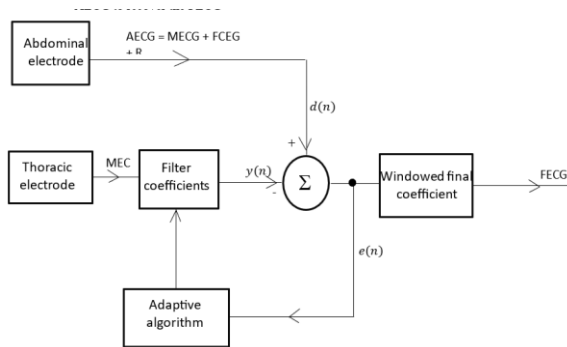 Abdominal
electrode
AECG = MECG + FCEG
+ R
d(n)
+
Thoracic
electrode
MEC
Filter
coefficients
y(n)
-
Σ
Windowed final
coefficient
FECG
e(n)
Adaptive
algorithm